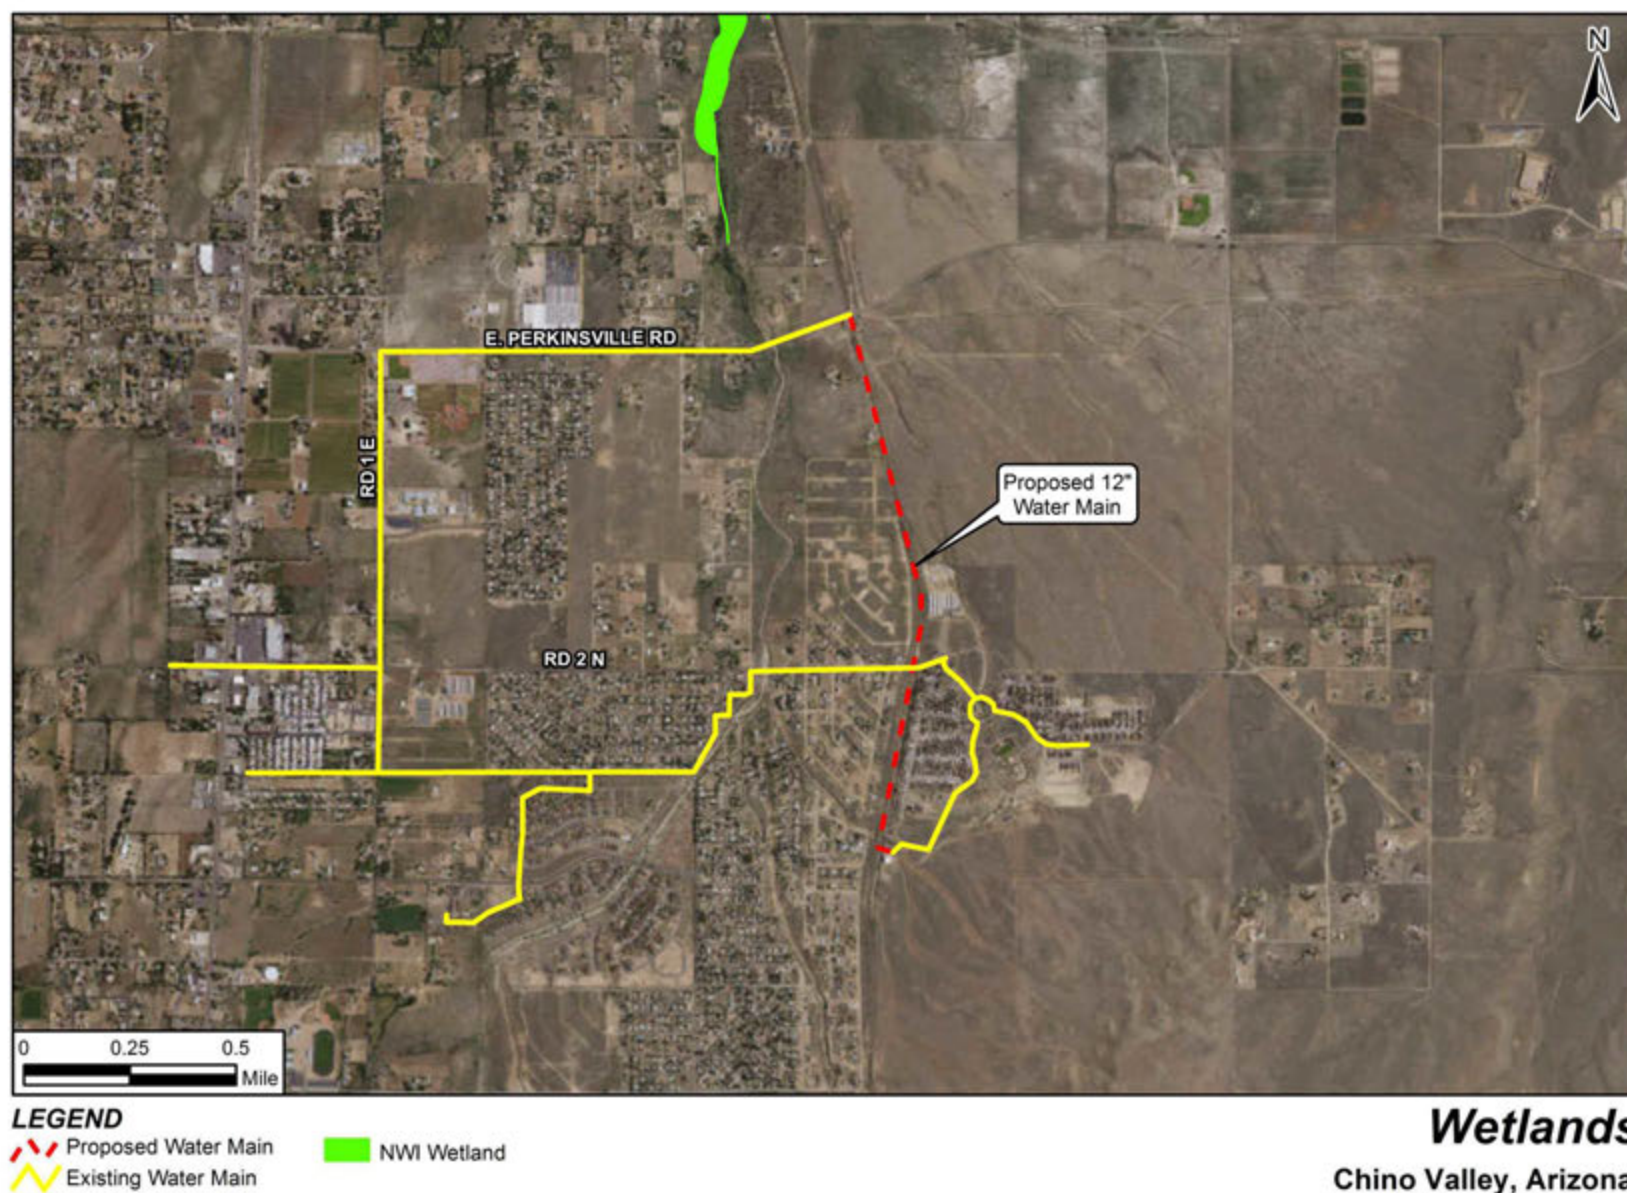 N
E. PERKINSVILLE RD
RD 1 E
Proposed 12"
Water Main
RD 2 N
0 0.25 0.5
Mile
LEGEND
Proposed Water Main
Existing Water Main
NWI Wetland
Wetlands
Chino Valley, Arizona